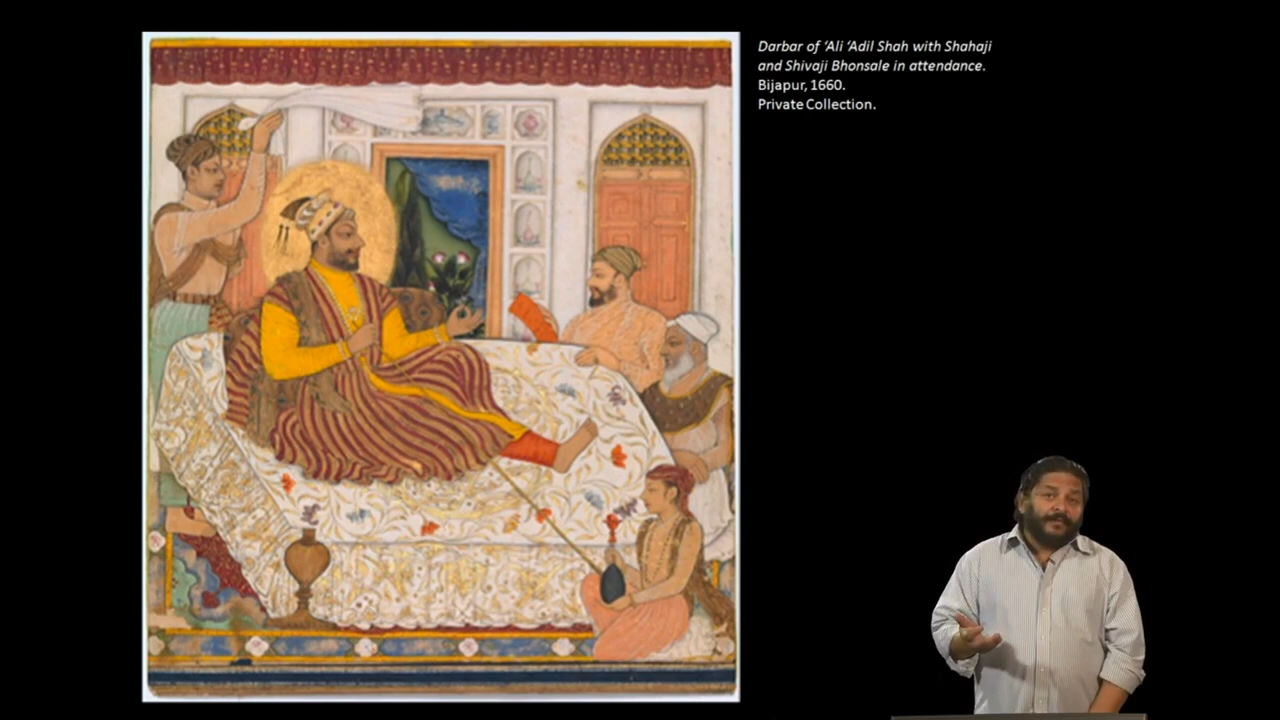 Darbar of ‘Ali ‘Adil Shah with Shahaji
and Shivaji Bhonsale in attendance.
Bijapur, 1660.
Private Collection.